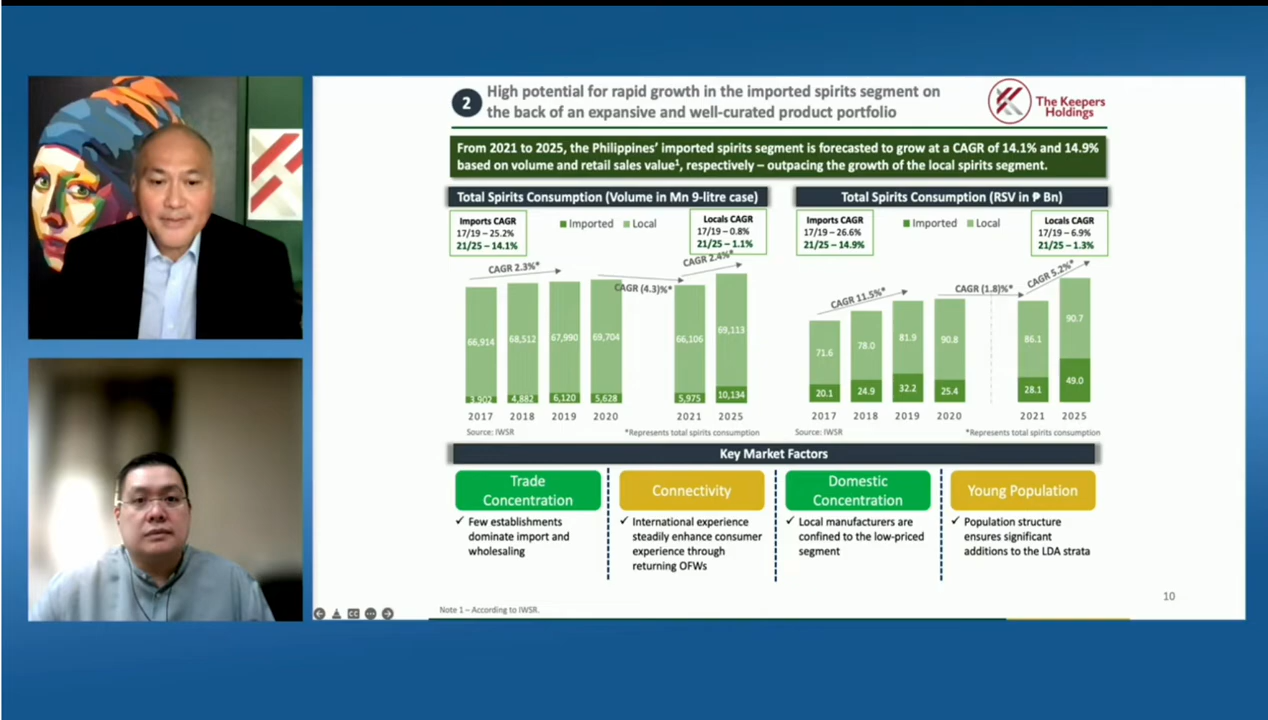 2
High potential for rapid growth in the imported spirits segment on
the back of an expansive and well-curated product portfolio
The Keepers
Holdings
From 2021 to 2025, the Philippines' imported spirits segment is forecasted to grow at a CAGR of 14.1% and 14.9%
based on volume and retail sales value¹, respectively – outpacing the growth of the local spirits segment.
Total Spirits Consumption (Volume in Mn 9-litre case)
Imports CAGR
17/19 – 25.2%
21/25 – 14.1%
Imported Local
Locals CAGR
17/19 – 0.8%
21/25 – 1.1%
CAGR 2.3%*
CAGR (4.3)%*
CAGR 2.4%*
66,914 68,512 67,990 69,704 66,106 69,113
3,902 4,882 6,120 5,628 5,975 10,134
2017 2018 2019 2020 2021 2025
Source: IWSR
*Represents total spirits consumption
Total Spirits Consumption (RSV in ₱ Bn)
Imports CAGR
17/19 – 26.6%
21/25 – 14.9%
Imported Local
Locals CAGR
17/19 – 6.9%
21/25 – 1.3%
CAGR 11.5%*
CAGR (1.8)%*
CAGR 5.2%*
71.6 78.0 81.9 90.8 86.1 90.7
20.1 24.9 32.2 25.4 28.1 49.0
2017 2018 2019 2020 2021 2025
Source: IWSR
*Represents total spirits consumption
Key Market Factors
Trade
Concentration
✓ Few establishments
dominate import and
wholesaling
Connectivity
✓ International experience
steadily enhance consumer
experience through
returning OFWs
Domestic
Concentration
✓ Local manufacturers are
confined to the low-priced
segment
Young Population
✓ Population structure
ensures significant
additions to the LDA strata
CC
Note 1 – According to IWSR.
10